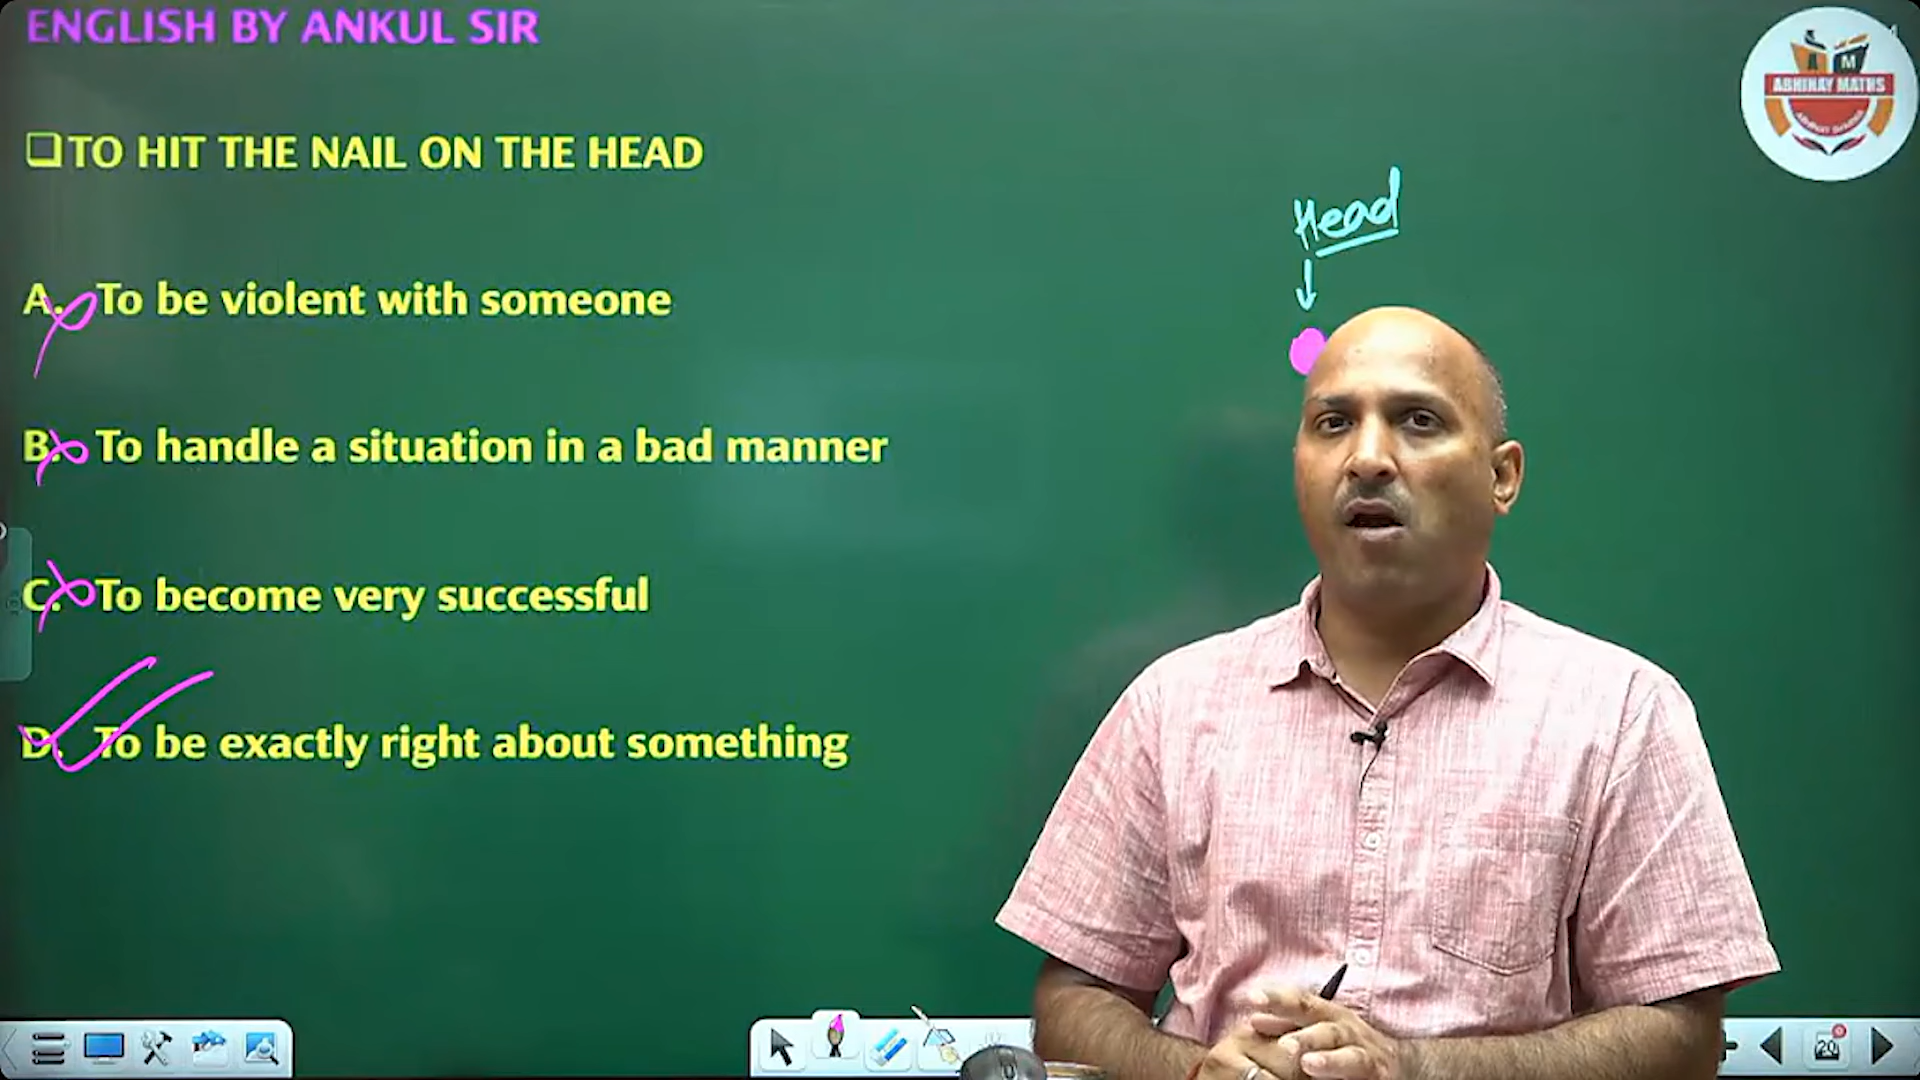 ENGLISH BY ANKUL SIR
TO HIT THE NAIL ON THE HEAD
A. To be violent with someone
B. To handle a situation in a bad manner
C. To become very successful
D. To be exactly right about something
Head
A M
ABHINAY MATHS
20